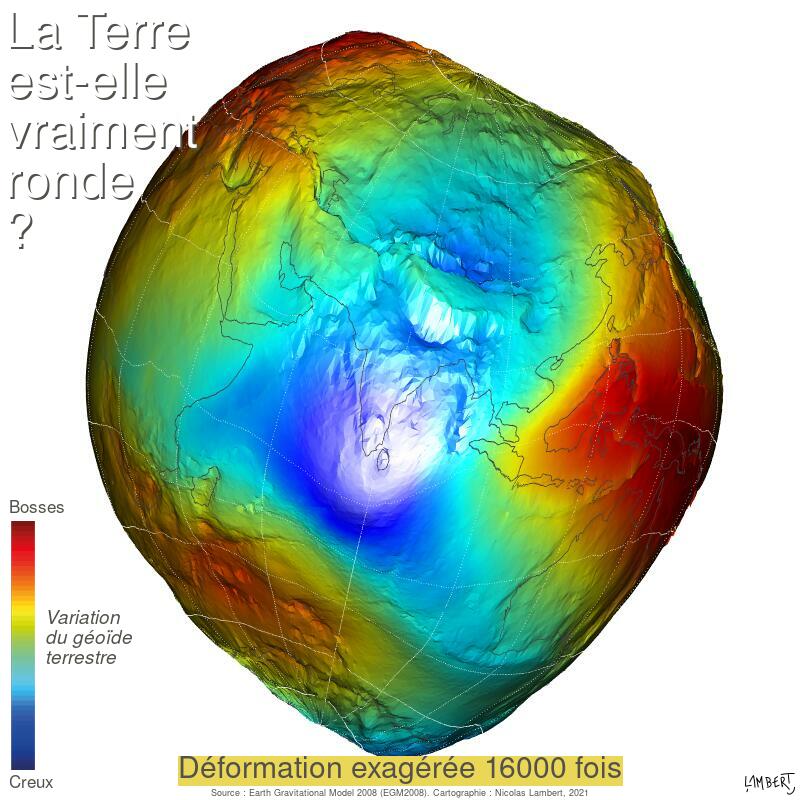 La Terre
est-elle
vraiment
ronde
?
Bosses
Variation
du géoïde
terrestre
Creux
Déformation exagérée 16000 fois
Source : Earth Gravitational Model 2008 (EGM2008). Cartographie : Nicolas Lambert, 2021
LAMBERT